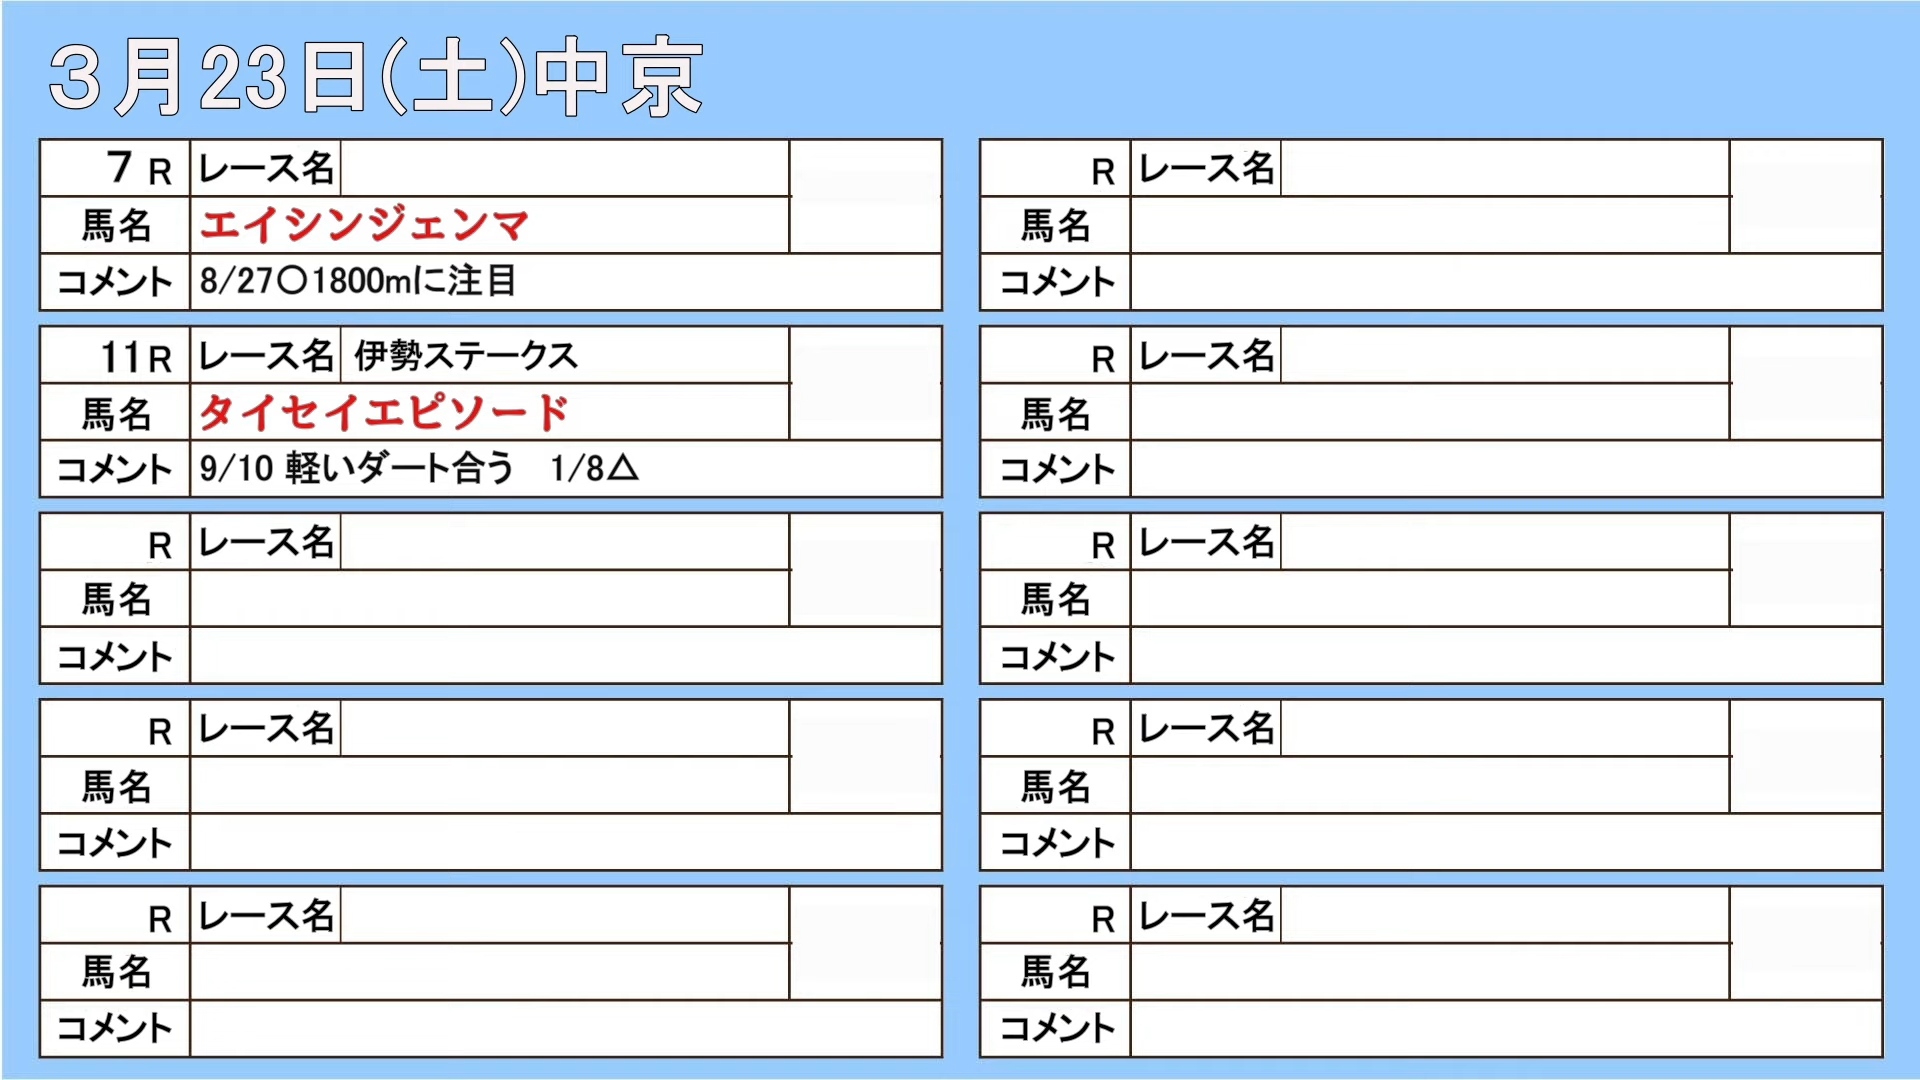 ３月23日(土)中京
7 R レース名
馬名 エイシンジェンマ
コメント 8/27〇1800mに注目
11R レース名 伊勢ステークス
馬名 タイセイエピソード
コメント 9/10 軽いダート合う　1/8△
R レース名
馬名
コメント
R レース名
馬名
コメント
R レース名
馬名
コメント
R レース名
馬名
コメント
R レース名
馬名
コメント
R レース名
馬名
コメント
R レース名
馬名
コメント
R レース名
馬名
コメント